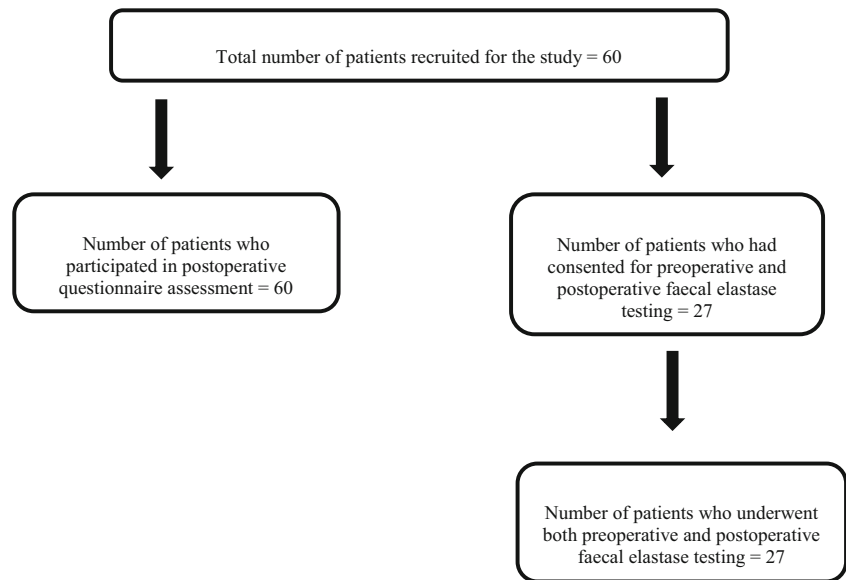 Total number of patients recruited for the study = 60
Number of patients who
participated in postoperative
questionnaire assessment = 60
Number of patients who had
consented for preoperative and
postoperative faecal elastase
testing = 27
Number of patients who underwent
both preoperative and postoperative
faecal elastase testing = 27